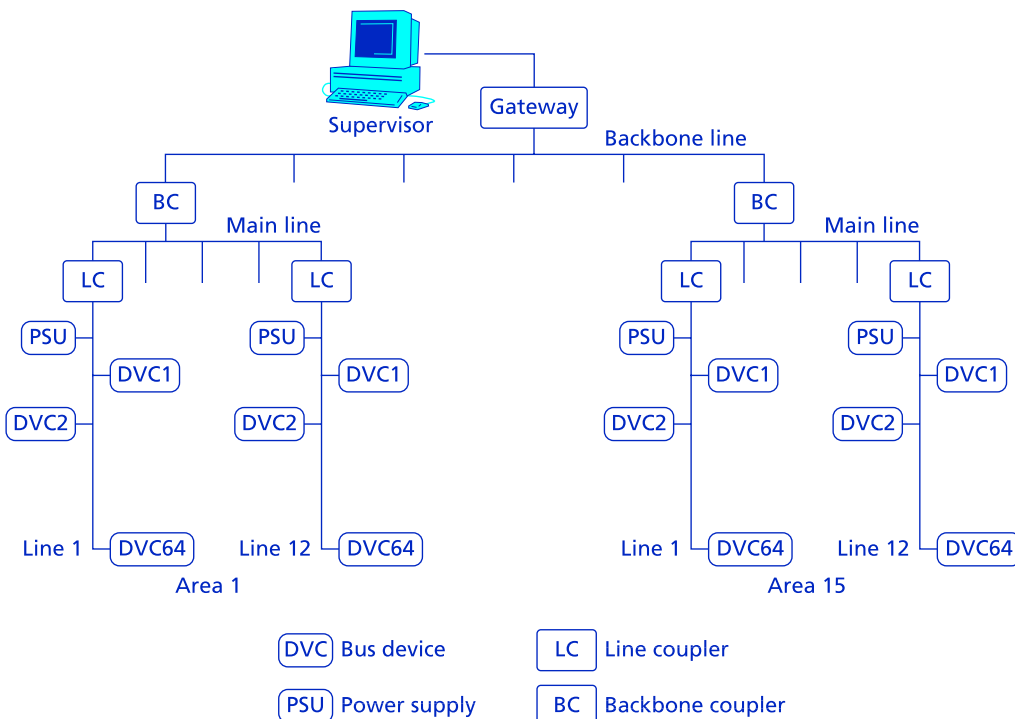 Gateway
Supervisor
Backbone line
BC
BC
Main line
Main line
LC
LC
LC
LC
PSU
PSU
PSU
PSU
DVC1
DVC1
DVC1
DVC1
DVC2
DVC2
DVC2
DVC2
Line 1
DVC64
Line 12
DVC64
Line 1
DVC64
Line 12
DVC64
Area 1
Area 15
DVC Bus device
LC Line coupler
PSU Power supply
BC Backbone coupler